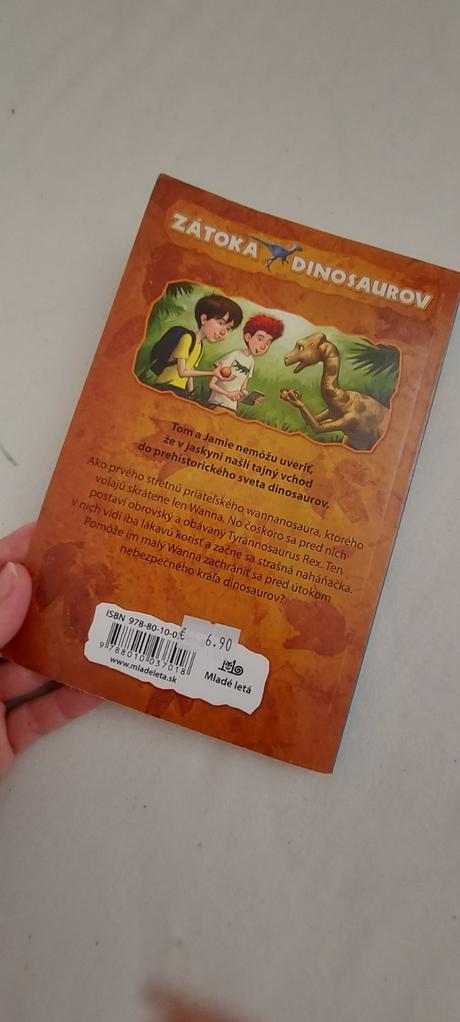 ZÁTOKA DINOSAUROV
Tom a Jamie nemôžu uveriť,
že v jaskyni našli tajný vchod
do prehistorického sveta dinosaurov.
Ako prvého stretnú priateľského wannanosaura, ktorého
volajú skrátene len Wanna. No čoskoro sa pred nich
postaví obrovský a obávaný Tyrannosaurus Rex. Ten
v nich vidí iba lákavú korisť a začne sa strašná naháňačka.
Pomôže im malý Wanna zachrániť sa pred útokom
nebezpečného kráľa dinosaurov?
ISBN 978-80-10-0
€ 6.90
9 788010 037018
www.mladeleta.sk
Mladé letá